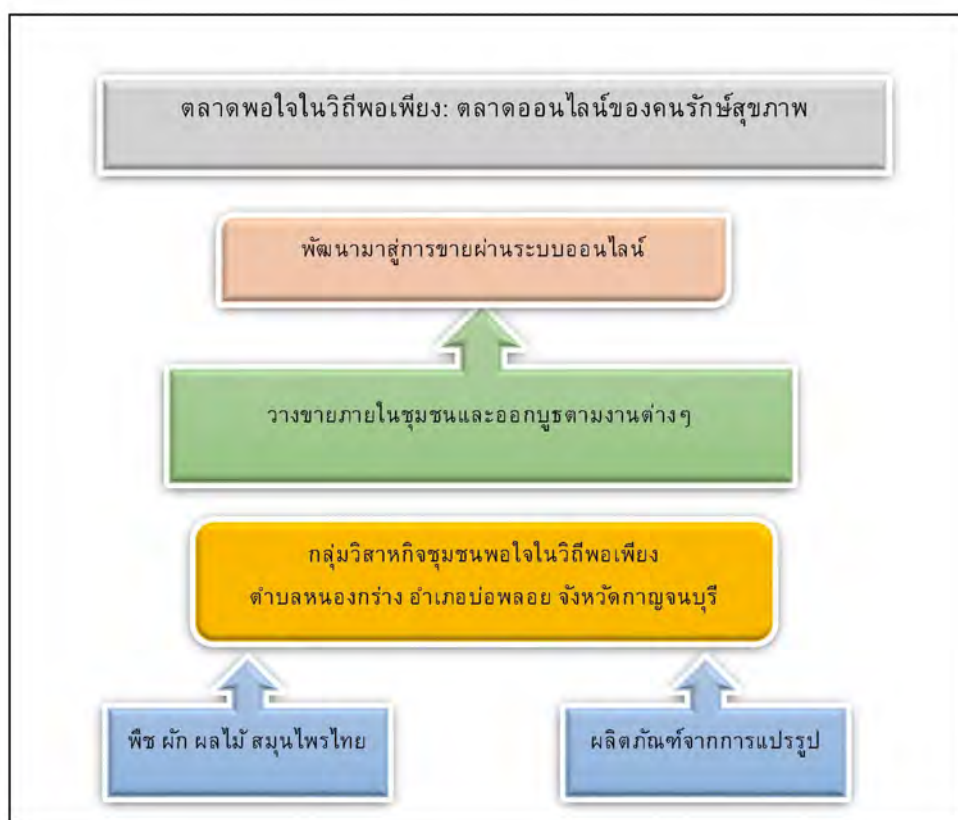 ตลาดพอใจในวิถีพอเพียง: ตลาดออนไลน์ของคนรักษ์สุขภาพ
พัฒนามาสู่การขายผ่านระบบออนไลน์
วางขายภายในชุมชนและออกบูธตามงานต่างๆ
กลุ่มวิสาหกิจชุมชนพอใจในวิถีพอเพียง
ตำบลหนองกร่าง อำเภอบ่อพลอย จังหวัดกาญจนบุรี
พืช ผัก ผลไม้ สมุนไพรไทย
ผลิตภัณฑ์จากการแปรรูป